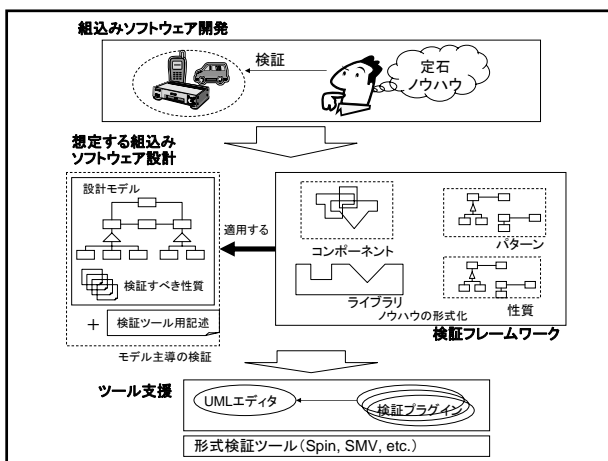 組込みソフトウェア開発
検証
定石
ノウハウ
想定する組込み
ソフトウェア設計
設計モデル
検証すべき性質
+
検証ツール用記述
モデル主導の検証
適用する
コンポーネント
パターン
ライブラリ
性質
ノウハウの形式化
検証フレームワーク
ツール支援
UMLエディタ
検証プラグイン
形式検証ツール(Spin, SMV, etc.)